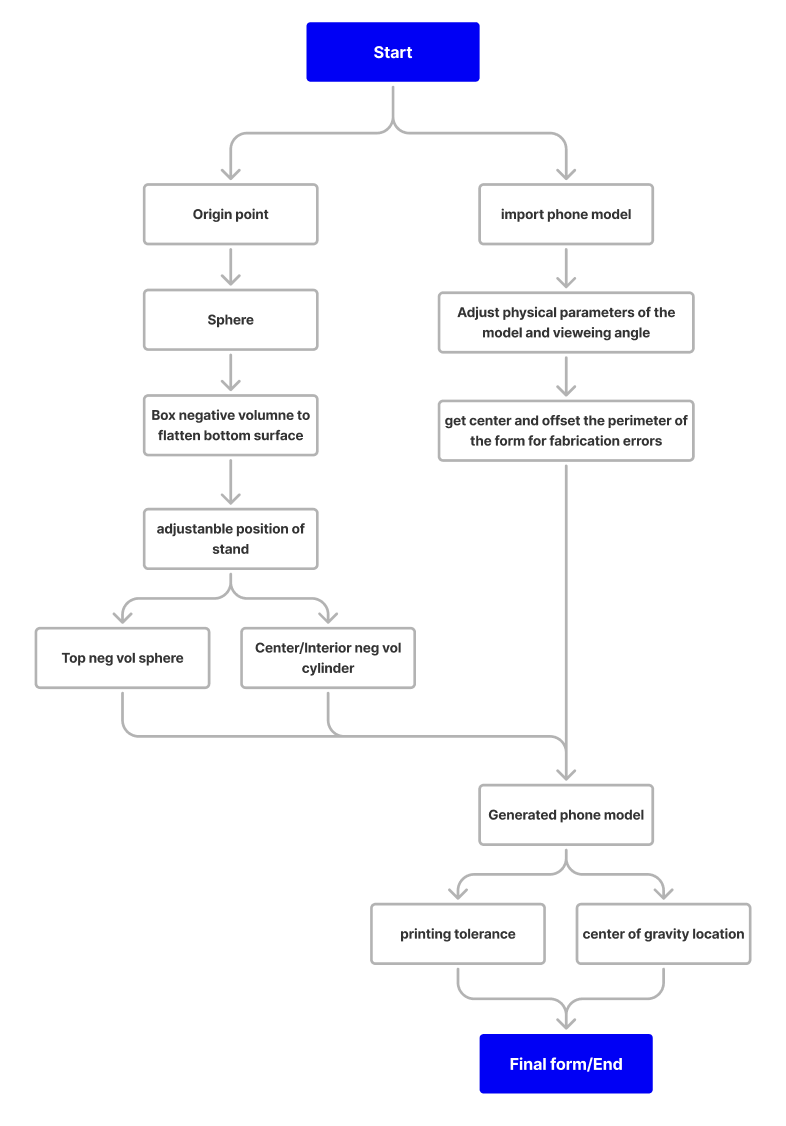 Start
Origin point
import phone model
Sphere
Adjust physical parameters of the
model and vieweing angle
Box negative volumne to
flatten bottom surface
get center and offset the perimeter of
the form for fabrication errors
adjustanble position of
stand
Top neg vol sphere
Center/Interior neg vol
cylinder
Generated phone model
printing tolerance
center of gravity location
Final form/End